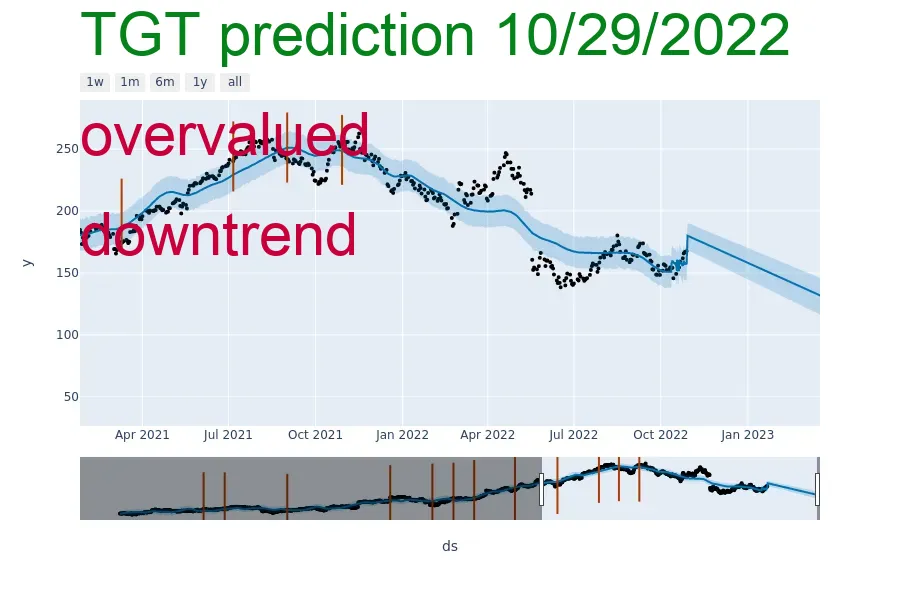 TGT prediction 10/29/2022
1w 1m 6m 1y all
overvalued
250
200
downtrend
y
150
100
50
Apr 2021 Jul 2021 Oct 2021 Jan 2022 Apr 2022 Jul 2022 Oct 2022 Jan 2023
ds